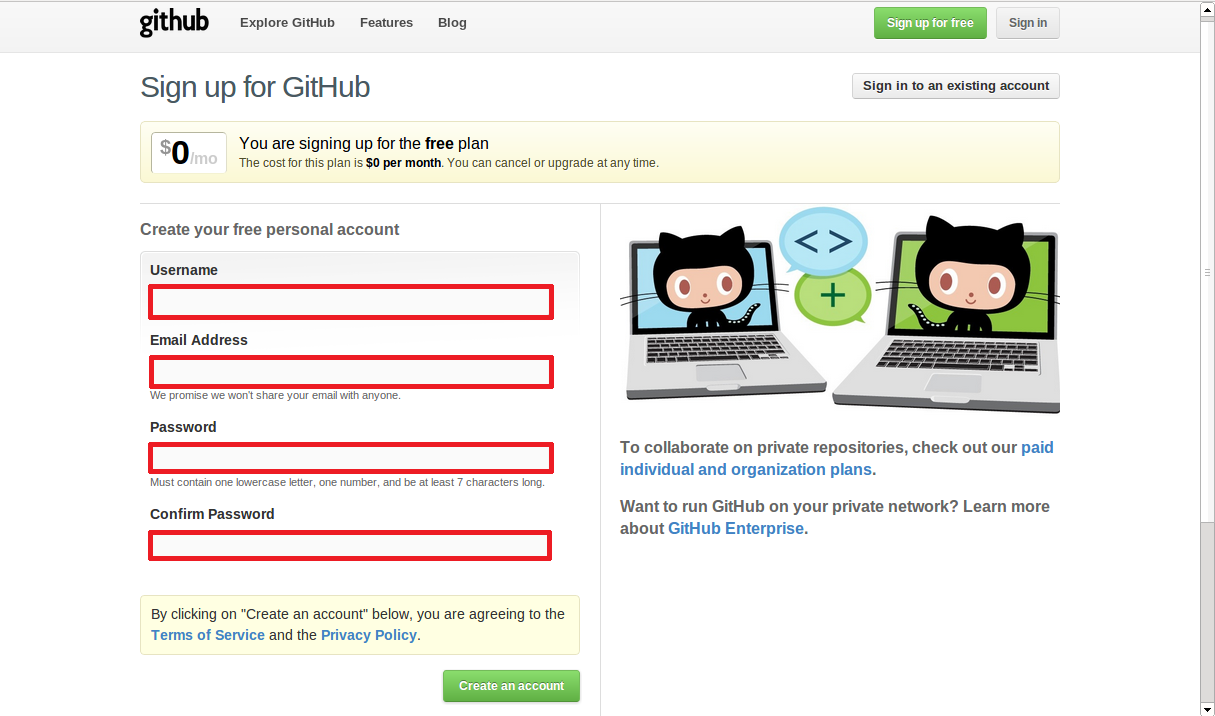 github Explore GitHub Features Blog Sign up for free Sign in
Sign up for GitHub Sign in to an existing account
$0/mo
You are signing up for the free plan
The cost for this plan is $0 per month. You can cancel or upgrade at any time.
Create your free personal account
Username
Email Address
We promise we won't share your email with anyone.
Password
Must contain one lowercase letter, one number, and be at least 7 characters long.
Confirm Password
By clicking on "Create an account" below, you are agreeing to the
Terms of Service and the Privacy Policy.
Create an account
< >
+
To collaborate on private repositories, check out our paid
individual and organization plans.
Want to run GitHub on your private network? Learn more
about GitHub Enterprise.